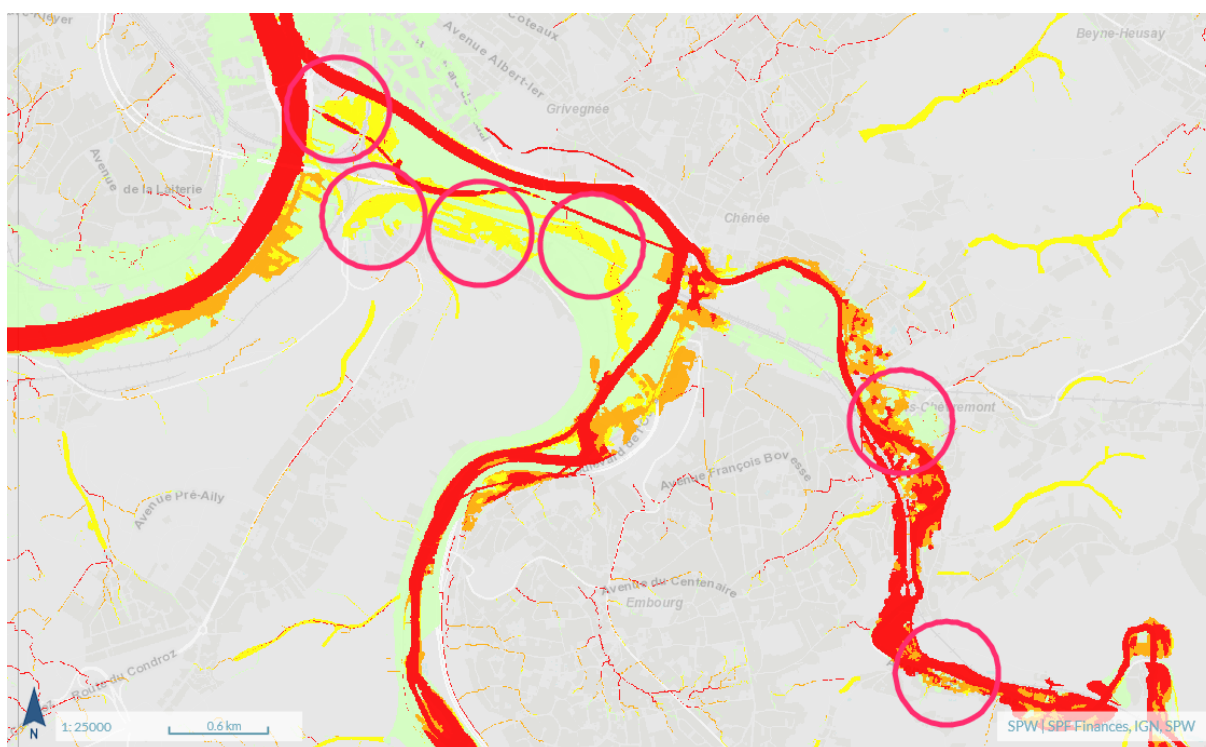 Coteaux
Beyne-Heusay
Avenue Albert-Ier
Grivegnée
Avenue
de la Laiterie
Chênée
Avenue François Bovesse
Avenue Pré-Aily
Avenue du Centenaire
Embourg
Route du Condroz
N
1: 25000
0.6 km
SPW | SPF Finances, IGN, SPW